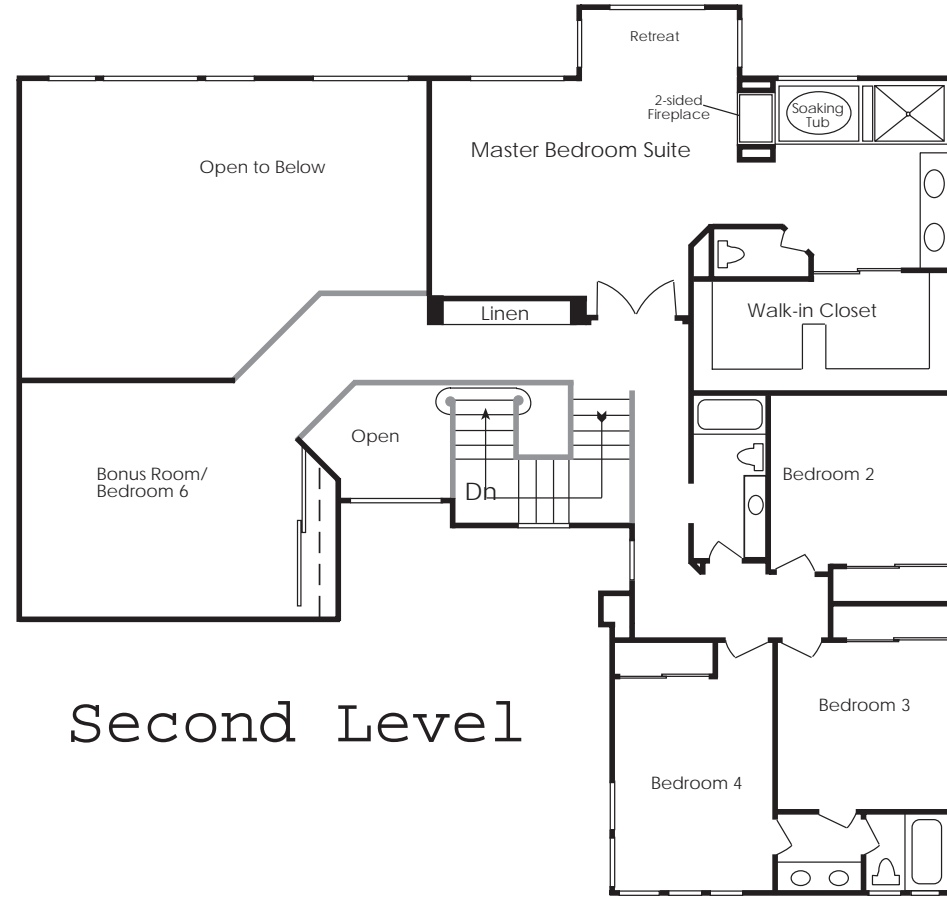 Retreat
2-sided
Fireplace
Soaking
Tub
Master Bedroom Suite
Open to Below
Linen
Walk-in Closet
Open
Bonus Room/
Bedroom 6
Dn
Bedroom 2
Second Level
Bedroom 3
Bedroom 4